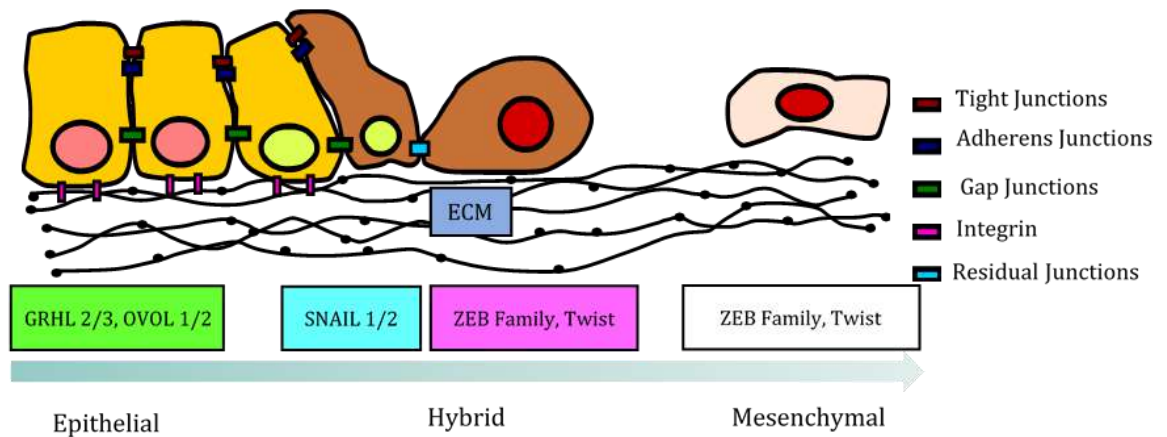 Tight Junctions
Adherens Junctions
Gap Junctions
ECM
Integrin
Residual Junctions
GRHL 2/3, OVOL 1/2
SNAIL 1/2
ZEB Family, Twist
ZEB Family, Twist
Epithelial
Hybrid
Mesenchymal